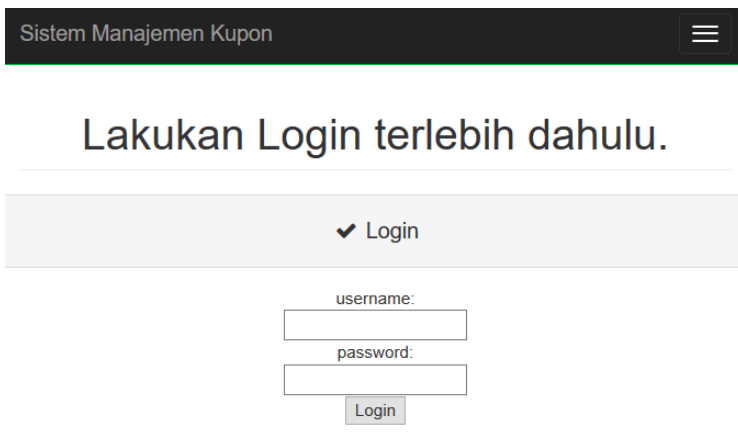 Sistem Manajemen Kupon
Lakukan Login terlebih dahulu.
Login
username:
password:
Login